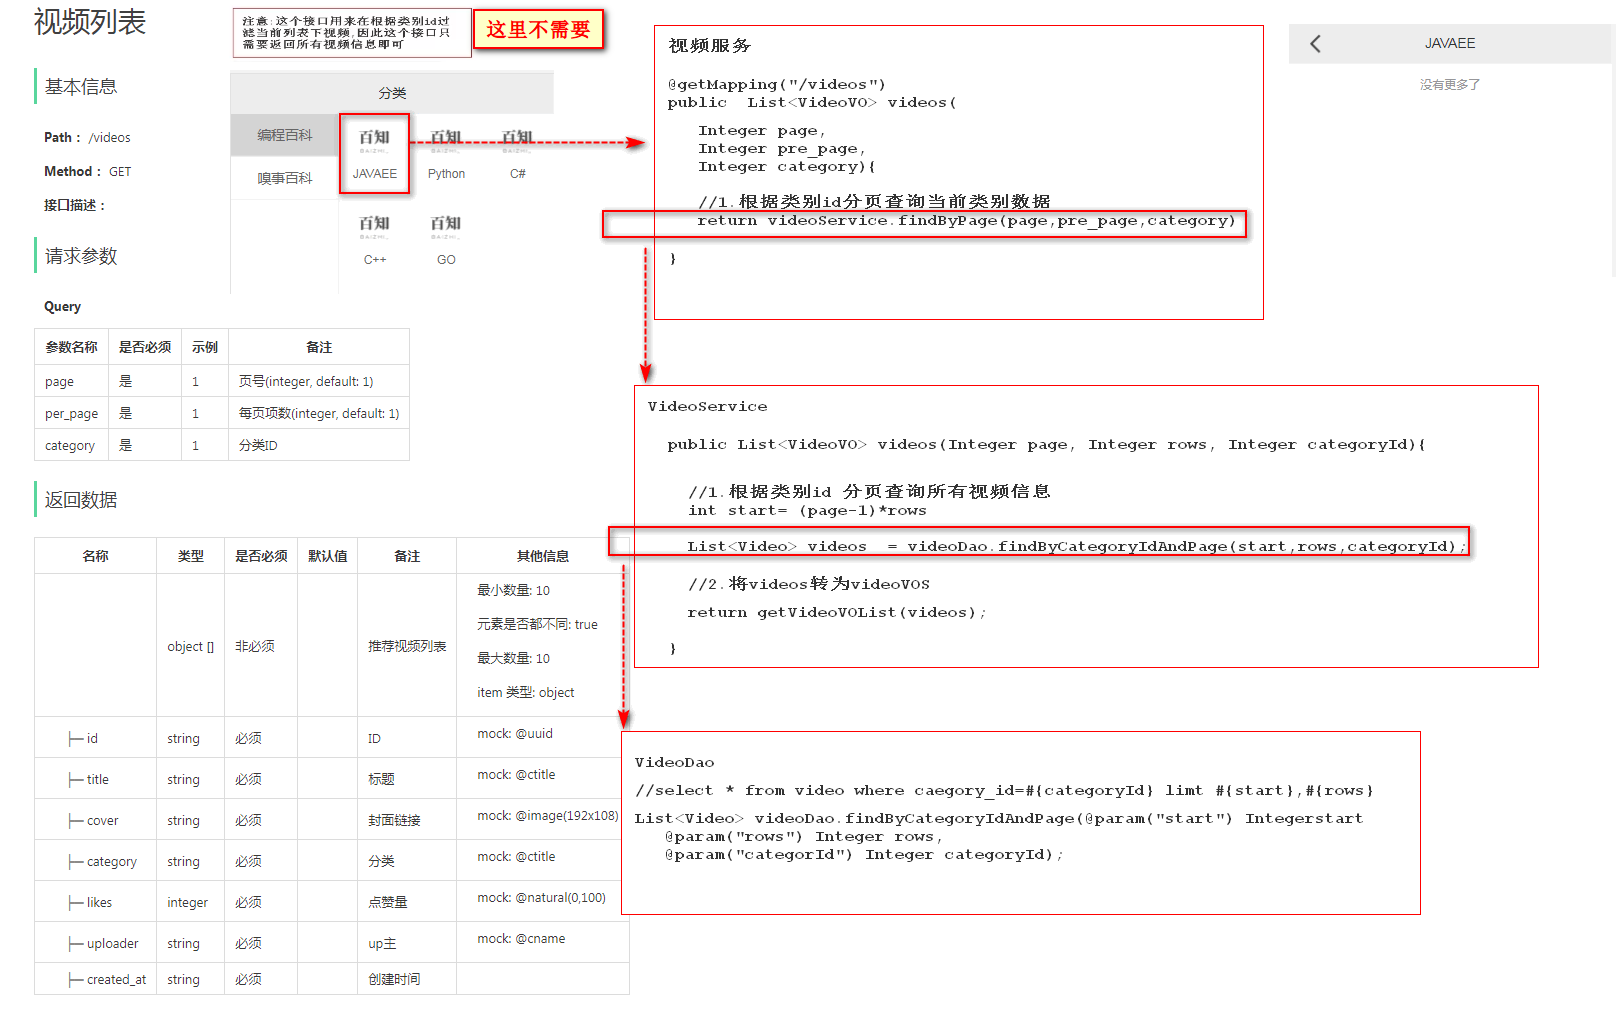 视频列表
注意:这个接口用来在根据类别id过
滤当前列表下视频,因此这个接口只
需要返回所有视频信息即可
这里不需要
基本信息
Path： /videos
Method： GET
接口描述：
请求参数
Query
参数名称 是否必须 示例 备注
page 是 1 页号(integer, default: 1)
per_page 是 1 每页项数(integer, default: 1)
category 是 1 分类ID
返回数据
名称 类型 是否必须 默认值 备注 其他信息
object [] 非必须 推荐视频列表
最小数量: 10
元素是否都不同: true
最大数量: 10
item 类型: object
├─ id string 必须 ID mock: @uuid
├─ title string 必须 标题 mock: @ctitle
├─ cover string 必须 封面链接 mock: @image(192x108)
├─ category string 必须 分类 mock: @ctitle
├─ likes integer 必须 点赞量 mock: @natural(0,100)
├─ uploader string 必须 up主 mock: @cname
├─ created_at string 必须 创建时间
分类
编程百科
嗅事百科
百知 百知 百知
BAIZHI_ BAIZHI_ BAIZHI_
JAVAEE Python C#
百知 百知
BAIZHI_ BAIZHI_
C++ GO
视频服务
@getMapping("/videos")
public List<VideoVO> videos(
Integer page,
Integer pre_page,
Integer category){
//1.根据类别id分页查询当前类别数据
return videoService.findByPage(page,pre_page,category)
}
JAVAEE
没有更多了
VideoService
public List<VideoVO> videos(Integer page, Integer rows, Integer categoryId){
//1.根据类别id 分页查询所有视频信息
int start= (page-1)*rows
List<Video> videos = videoDao.findByCategoryIdAndPage(start,rows,categoryId);
//2.将videos转为videoVOS
return getVideoVOList(videos);
}
VideoDao
//select * from video where caegory_id=#{categoryId} limt #{start},#{rows}
List<Video> videoDao.findByCategoryIdAndPage(@param("start") Integerstart
@param("rows") Integer rows,
@param("categorId") Integer categoryId);